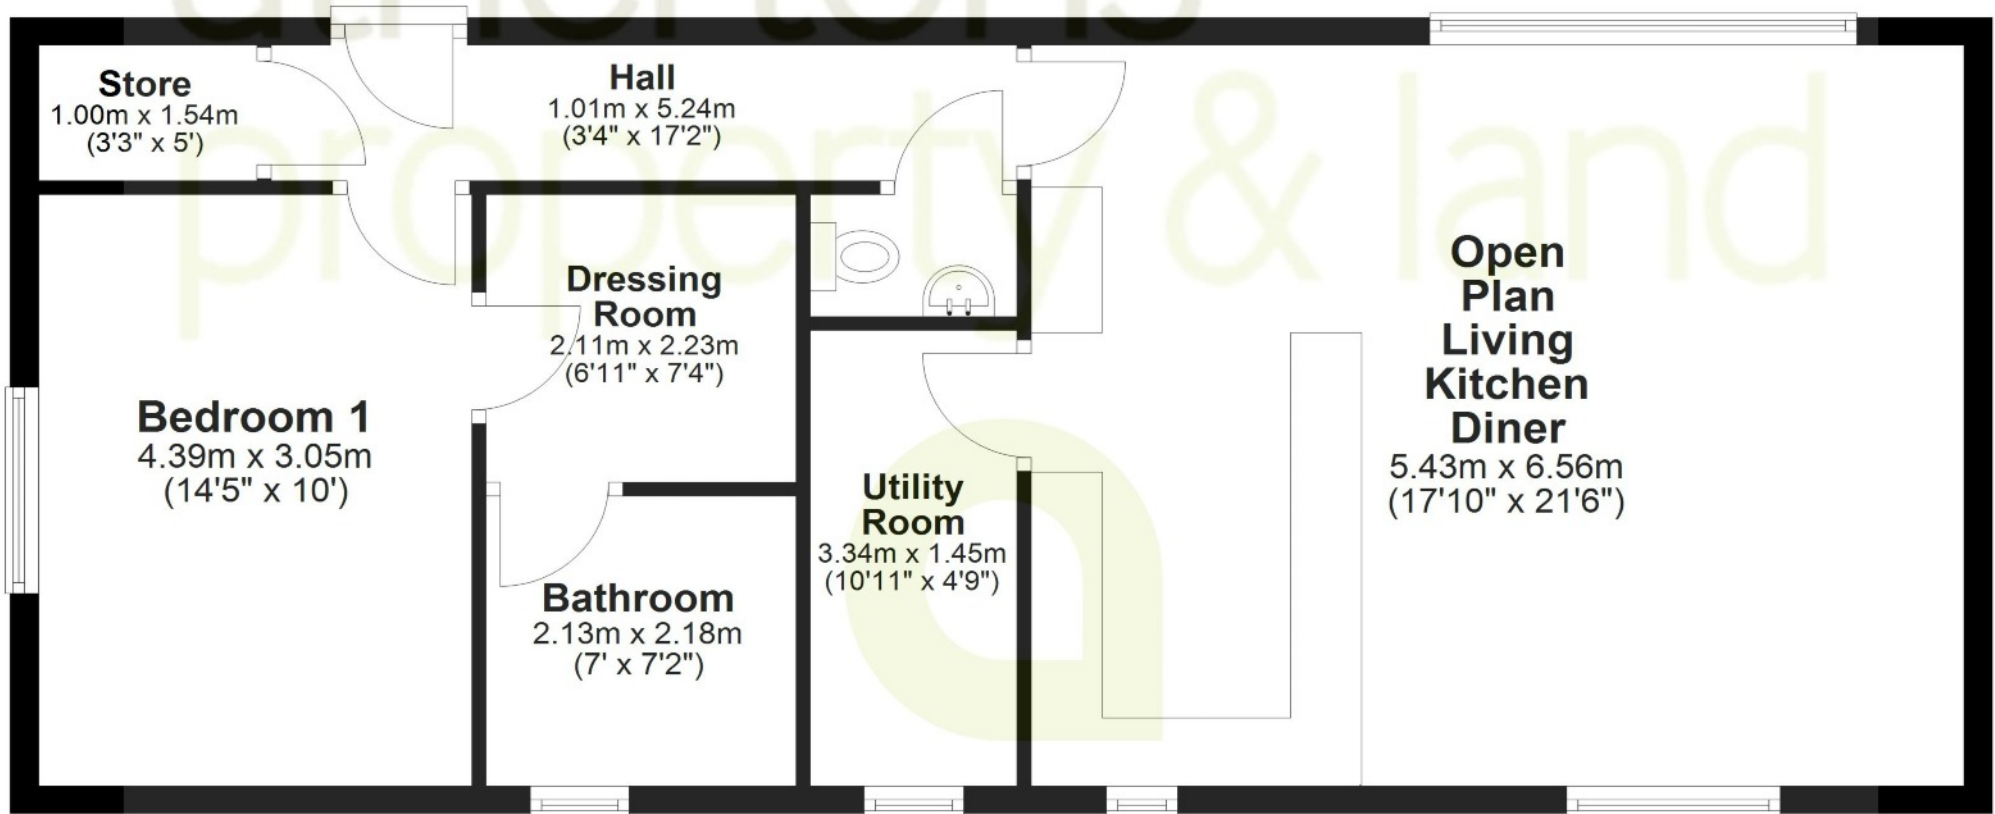 athertons
property & land
Store
1.00m x 1.54m
(3'3" x 5')
Hall
1.01m x 5.24m
(3'4" x 17'2")
Dressing
Room
2.11m x 2.23m
(6'11" x 7'4")
Bedroom 1
4.39m x 3.05m
(14'5" x 10')
Bathroom
2.13m x 2.18m
(7' x 7'2")
Utility
Room
3.34m x 1.45m
(10'11" x 4'9")
Open
Plan
Living
Kitchen
Diner
5.43m x 6.56m
(17'10" x 21'6")